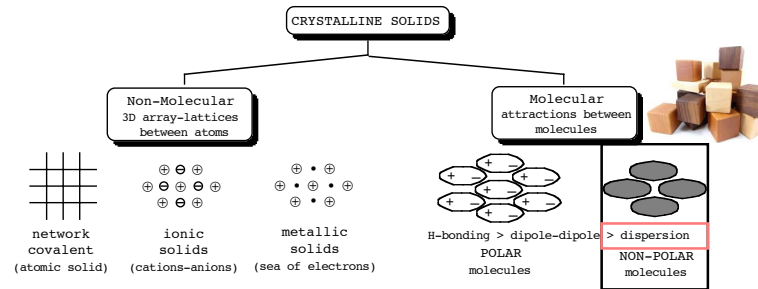 CRYSTALLINE SOLIDS
Non-Molecular
3D array-lattices
between atoms
Molecular
attractions between
molecules
network
covalent
(atomic solid)
ionic
solids
(cations-anions)
metallic
solids
(sea of electrons)
H-bonding > dipole-dipole > dispersion
POLAR
molecules
NON-POLAR
molecules